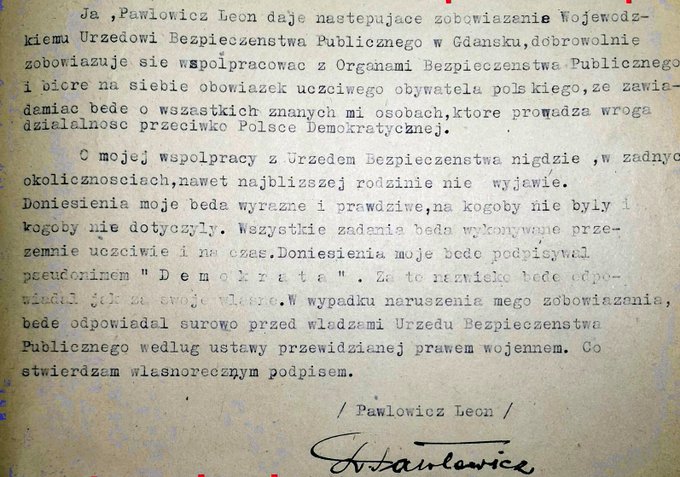 Ja ,Pawlowicz Leon daje nastepujace zobowiazanie Wojewodz-
kiemu Urzedowi Bezpieczenstwa Publicznego w Gdansku,dobrowolnie
zobowiazuje sie wspolpracowac z Organami Bezpieczenstwa Publicznego
i biore na siebie obowiazek uczciwego obywatela polskiego,ze zawia-
damiac bede o wszastkich znanych mi osobach,ktore prowadza wroga
dzialalnosc przeciwko Polsce Demokratycznej.
O mojej wspolpracy z Urzedem Bezpieczenstwa nigdzie ,w zadnyc
okolicznosciach,nawet najblizszej rodzinie nie wyjawie.
Doniesienia moje beda wyrazne i prawdziwe,na kogoby nie byly i
kogoby nie dotyczyly. Wszystkie zadania beda wykonywane prze-
zemnie uczciwie i na czas.Doniesienia moje bede podpisywal
pseudonimem " D e m o k r a t a " . Za to nazwisko bede odpo-
wiadal jak za swoje wlasne.W wypadku naruszenia mego zobowiazania,
bede odpowiadal surowo przed wladzami Urzedu Bezpieczenstwa
Publicznego wedlug ustawy przewidzianej prawem wojennem. Co
stwierdzam wlasnorecznym podpisem.
/ Pawlowicz Leon /
Pawlowicz